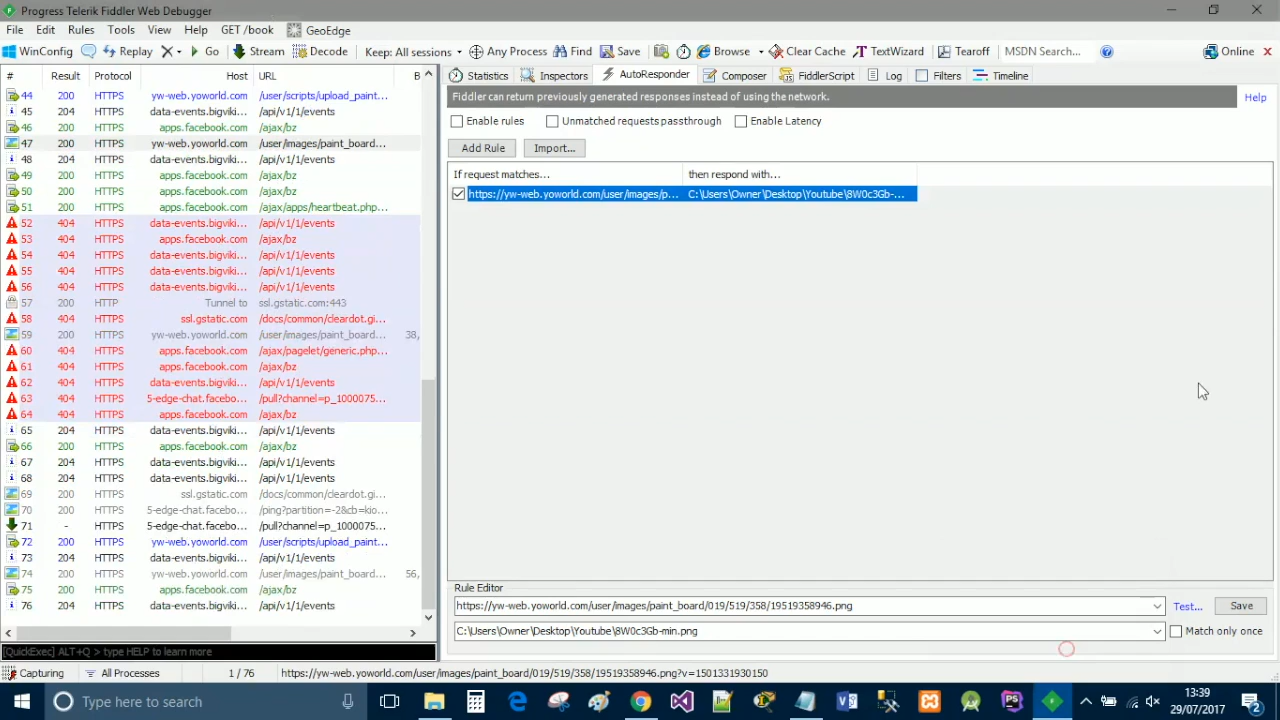 Progress Telerik Fiddler Web Debugger
File Edit Rules Tools View Help GET /book GeoEdge
WinConfig Replay Go Stream Decode Keep: All sessions Any Process Find Save Browse Clear Cache TextWizard Tearoff MSDN Search... Online
Statistics Inspectors AutoResponder Composer FiddlerScript Log Filters Timeline
# Result Protocol Host URL B
Fiddler can return previously generated responses instead of using the network. Help
Enable rules Unmatched requests passthrough Enable Latency
Add Rule Import...
If request matches... then respond with...
https://yw-web.yoworld.com/user/images/p... C:\Users\Owner\Desktop\Youtube\8W0c3Gb-...
44 200 HTTPS yw-web.yoworld.com /user/scripts/upload_paint...
45 204 HTTPS data-events.bigviki... /api/v1/1/events
46 200 HTTPS apps.facebook.com /ajax/bz
47 200 HTTPS yw-web.yoworld.com /user/images/paint_board...
48 204 HTTPS data-events.bigviki... /api/v1/1/events
49 200 HTTPS apps.facebook.com /ajax/bz
50 200 HTTPS apps.facebook.com /ajax/bz
51 200 HTTPS apps.facebook.com /ajax/apps/heartbeat.php...
52 404 HTTPS data-events.bigviki... /api/v1/1/events
53 404 HTTPS apps.facebook.com /ajax/bz
54 404 HTTPS data-events.bigviki... /api/v1/1/events
55 404 HTTPS data-events.bigviki... /api/v1/1/events
56 404 HTTPS data-events.bigviki... /api/v1/1/events
57 200 HTTP Tunnel to ssl.gstatic.com:443
58 404 HTTPS ssl.gstatic.com /docs/common/cleardot.gi...
59 200 HTTPS yw-web.yoworld.com /user/images/paint_board... 38,
60 404 HTTPS apps.facebook.com /ajax/pagelet/generic.php...
61 404 HTTPS apps.facebook.com /ajax/bz
62 404 HTTPS data-events.bigviki... /api/v1/1/events
63 404 HTTPS 5-edge-chat.facebo... /pull?channel=p_1000075...
64 404 HTTPS apps.facebook.com /ajax/bz
65 204 HTTPS data-events.bigviki... /api/v1/1/events
66 200 HTTPS apps.facebook.com /ajax/bz
67 204 HTTPS data-events.bigviki... /api/v1/1/events
68 204 HTTPS data-events.bigviki... /api/v1/1/events
69 200 HTTPS ssl.gstatic.com /docs/common/cleardot.gi...
70 200 HTTPS 5-edge-chat.facebo... /ping?partition=-2&cb=kio...
71 - HTTPS 5-edge-chat.facebo... /pull?channel=p_1000075...
72 200 HTTPS yw-web.yoworld.com /user/scripts/upload_paint...
73 204 HTTPS data-events.bigviki... /api/v1/1/events
74 200 HTTPS yw-web.yoworld.com /user/images/paint_board... 56,
75 200 HTTPS apps.facebook.com /ajax/bz
76 204 HTTPS data-events.bigviki... /api/v1/1/events
Rule Editor
https://yw-web.yoworld.com/user/images/paint_board/019/519/358/19519358946.png Test... Save
C:\Users\Owner\Desktop\Youtube\8W0c3Gb-min.png Match only once
[QuickExec] ALT+Q > type HELP to learn more
Capturing All Processes 1 / 76 https://yw-web.yoworld.com/user/images/paint_board/019/519/358/19519358946.png?v=1501331930150
Type here to search
PS
13:39
29/07/2017
2